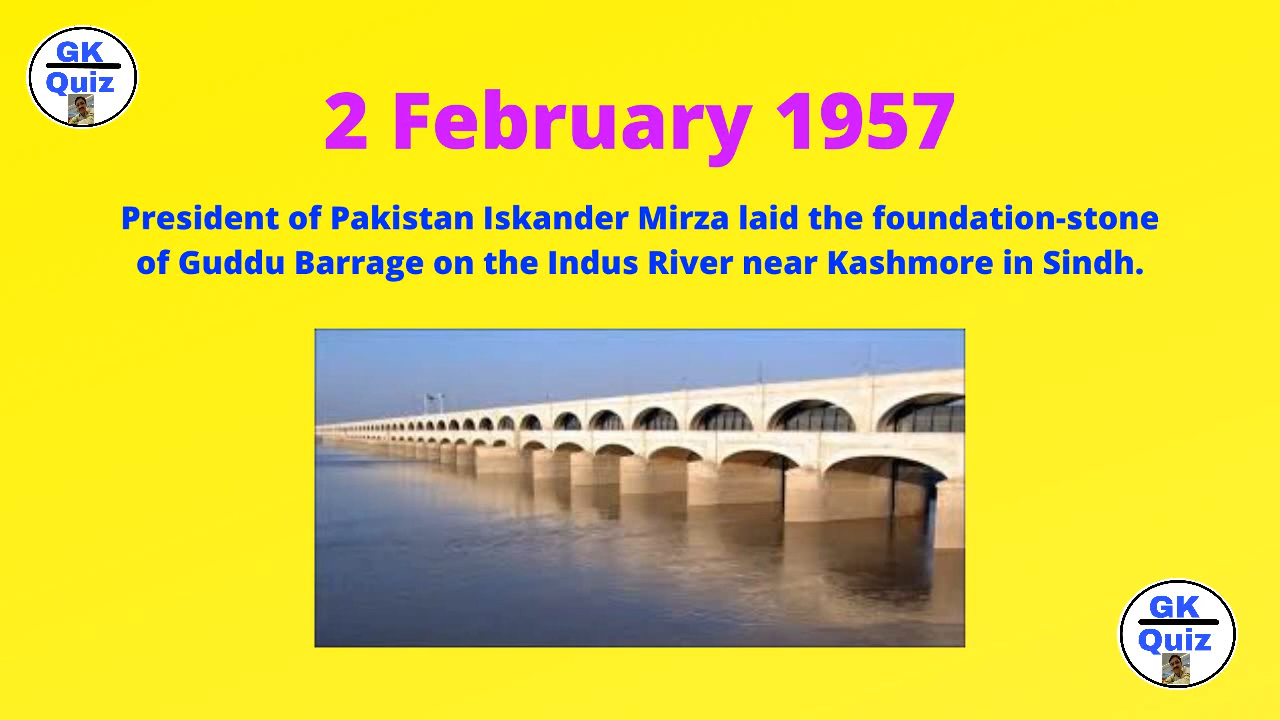 GK
Quiz
2 February 1957
President of Pakistan Iskander Mirza laid the foundation-stone
of Guddu Barrage on the Indus River near Kashmore in Sindh.
GK
Quiz